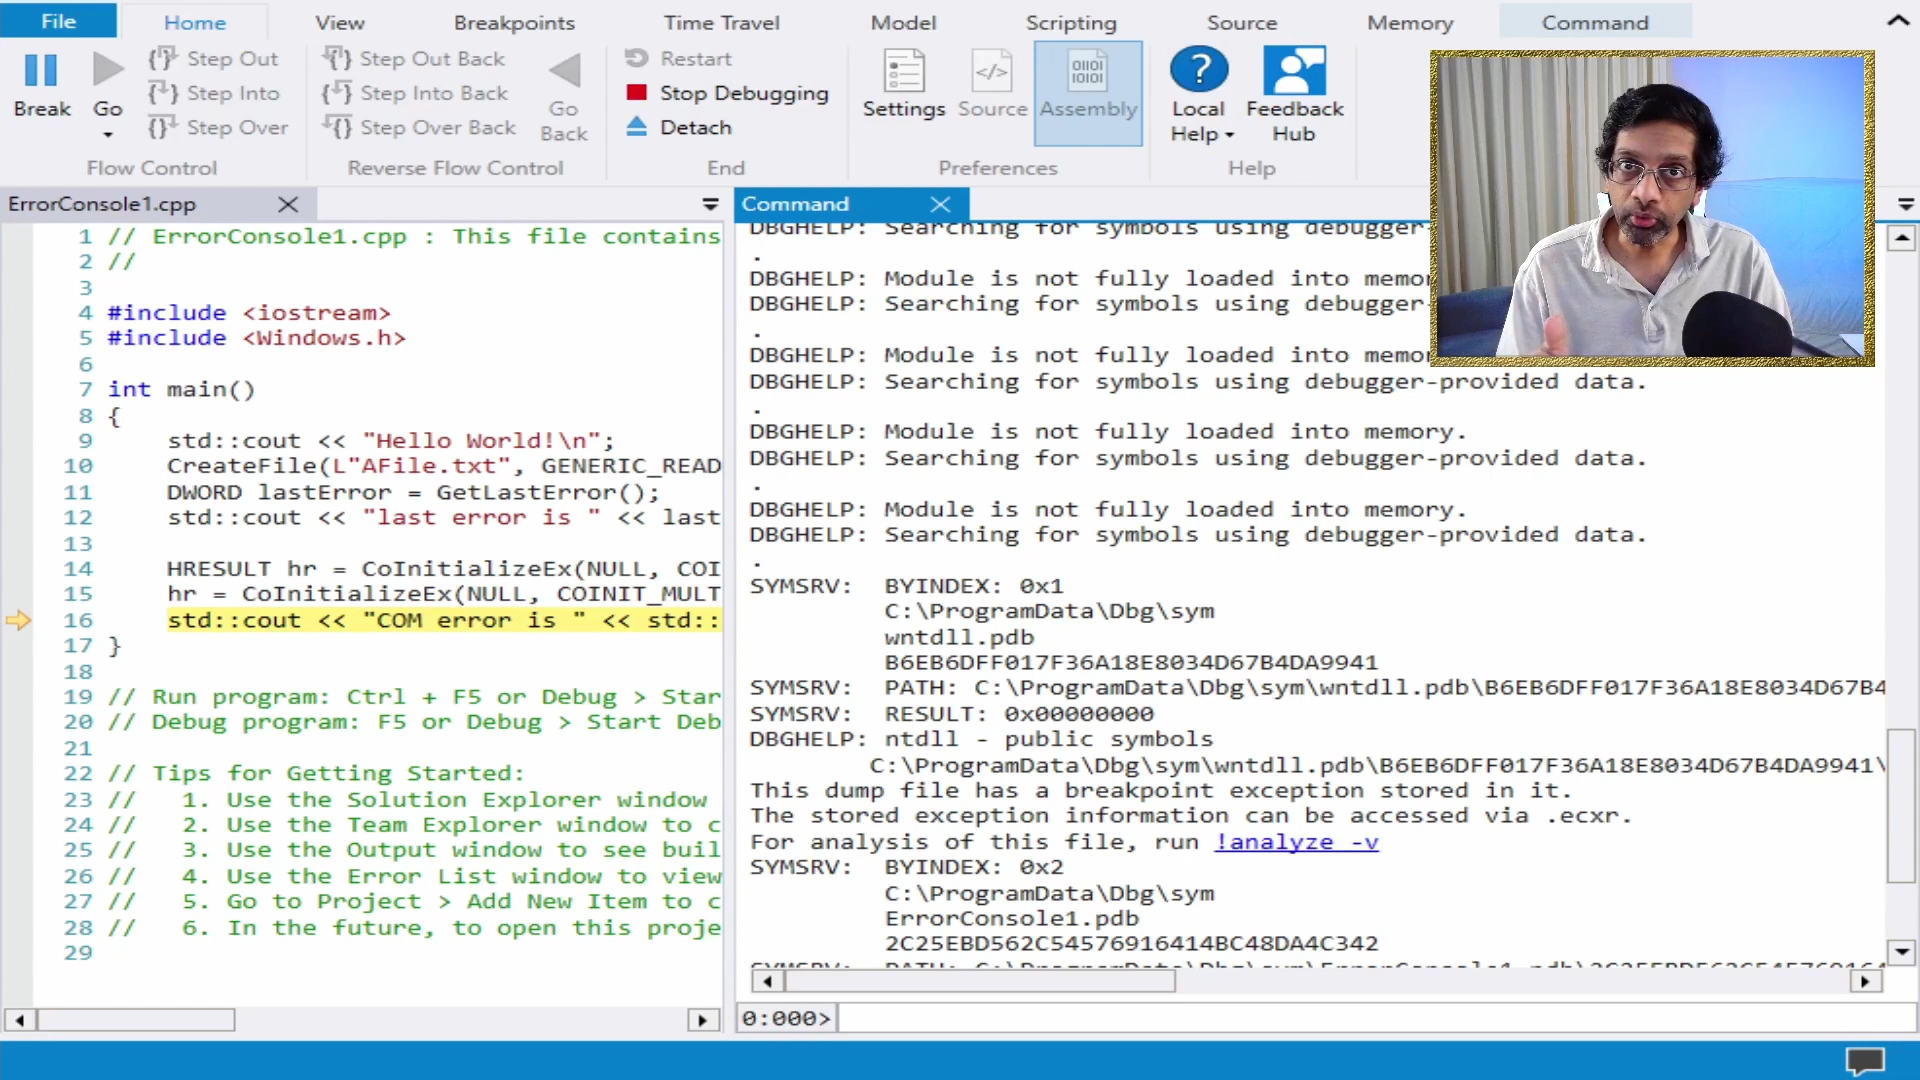 File Home View Breakpoints Time Travel Model Scripting Source Memory Command
Break
Go
Step Out
Step Into
Step Over
Flow Control
Step Out Back
Step Into Back
Step Over Back
Go Back
Reverse Flow Control
Restart
Stop Debugging
Detach
End
Settings
Source
Assembly
Preferences
Local Help
Feedback Hub
Help
ErrorConsole1.cpp
1 // ErrorConsole1.cpp : This file contains
2 //
3
4 #include <iostream>
5 #include <Windows.h>
6
7 int main()
8 {
9 std::cout << "Hello World!\n";
10 CreateFile(L"AFile.txt", GENERIC_READ
11 DWORD lastError = GetLastError();
12 std::cout << "last error is " << last
13
14 HRESULT hr = CoInitializeEx(NULL, COI
15 hr = CoInitializeEx(NULL, COINIT_MULT
16 std::cout << "COM error is " << std::
17 }
18
19 // Run program: Ctrl + F5 or Debug > Star
20 // Debug program: F5 or Debug > Start Deb
21
22 // Tips for Getting Started:
23 // 1. Use the Solution Explorer window
24 // 2. Use the Team Explorer window to c
25 // 3. Use the Output window to see buil
26 // 4. Use the Error List window to view
27 // 5. Go to Project > Add New Item to c
28 // 6. In the future, to open this proje
29
Command
DBGHELP: Searching for symbols using debugger-
.
DBGHELP: Module is not fully loaded into memor
DBGHELP: Searching for symbols using debugger-
.
DBGHELP: Module is not fully loaded into memor
DBGHELP: Searching for symbols using debugger-provided data.
.
DBGHELP: Module is not fully loaded into memory.
DBGHELP: Searching for symbols using debugger-provided data.
.
DBGHELP: Module is not fully loaded into memory.
DBGHELP: Searching for symbols using debugger-provided data.
.
SYMSRV: BYINDEX: 0x1
C:\ProgramData\Dbg\sym
wntdll.pdb
B6EB6DFF017F36A18E8034D67B4DA9941
SYMSRV: PATH: C:\ProgramData\Dbg\sym\wntdll.pdb\B6EB6DFF017F36A18E8034D67B4
SYMSRV: RESULT: 0x00000000
DBGHELP: ntdll - public symbols
C:\ProgramData\Dbg\sym\wntdll.pdb\B6EB6DFF017F36A18E8034D67B4DA9941\
This dump file has a breakpoint exception stored in it.
The stored exception information can be accessed via .ecxr.
For analysis of this file, run !analyze -v
SYMSRV: BYINDEX: 0x2
C:\ProgramData\Dbg\sym
ErrorConsole1.pdb
2C25EBD562C54576916414BC48DA4C342
SYMSRV: PATH: C:\ProgramData\Dbg\sym\ErrorConsole1.pdb\2C25EBD562C54576916414
0:000>